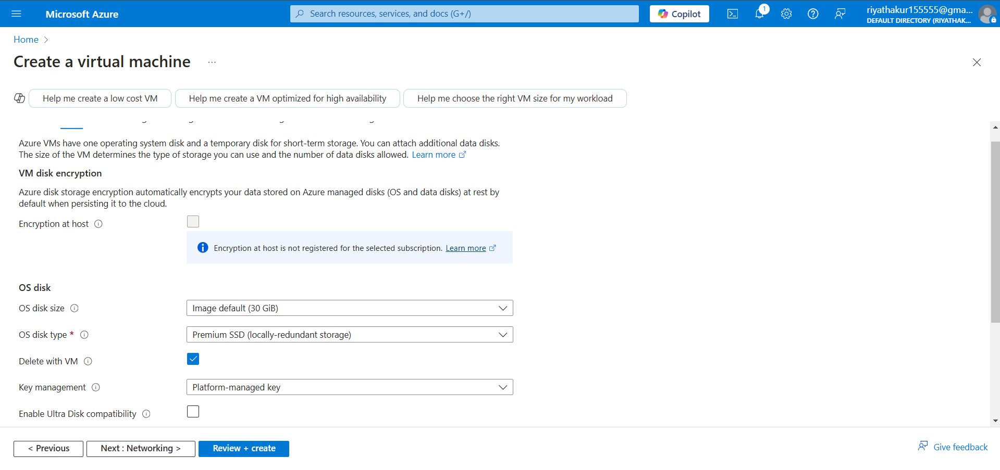 Microsoft Azure
Search resources, services, and docs (G+/)
Copilot
1
riyathakur155555@gma...
DEFAULT DIRECTORY (RIYATHAK...
Home >
Create a virtual machine ...
Help me create a low cost VM
Help me create a VM optimized for high availability
Help me choose the right VM size for my workload
Azure VMs have one operating system disk and a temporary disk for short-term storage. You can attach additional data disks.
The size of the VM determines the type of storage you can use and the number of data disks allowed. Learn more
VM disk encryption
Azure disk storage encryption automatically encrypts your data stored on Azure managed disks (OS and data disks) at rest by
default when persisting it to the cloud.
Encryption at host
Encryption at host is not registered for the selected subscription. Learn more
OS disk
OS disk size
Image default (30 GiB)
OS disk type *
Premium SSD (locally-redundant storage)
Delete with VM
Key management
Platform-managed key
Enable Ultra Disk compatibility
< Previous
Next : Networking >
Review + create
Give feedback